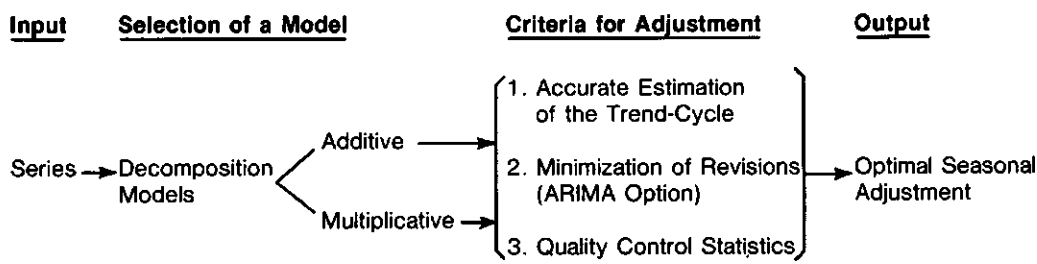 Input Selection of a Model Criteria for Adjustment Output
1. Accurate Estimation
of the Trend-Cycle
Additive
Series Decomposition
Models
2. Minimization of Revisions
(ARIMA Option)
Optimal Seasonal
Adjustment
Multiplicative
3. Quality Control Statistics